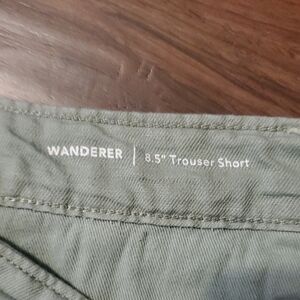 WANDERER | 8.5" Trouser Short